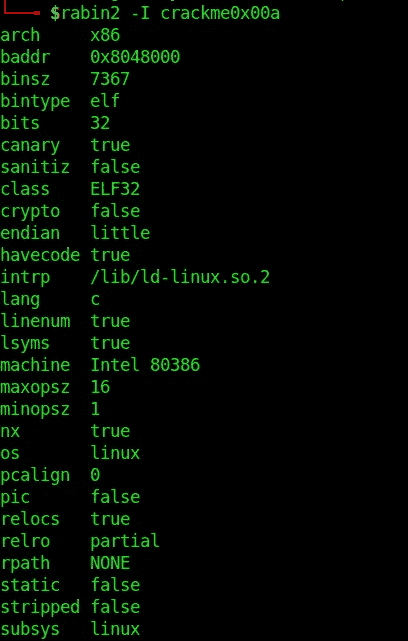 $rabin2 -I crackme0x00a
arch x86
baddr 0x8048000
binsz 7367
bintype elf
bits 32
canary true
sanitiz false
class ELF32
crypto false
endian little
havecode true
intrp /lib/ld-linux.so.2
lang c
linenum true
lsyms true
machine Intel 80386
maxopsz 16
minopsz 1
nx true
os linux
pcalign 0
pic false
relocs true
relro partial
rpath NONE
static false
stripped false
subsys linux